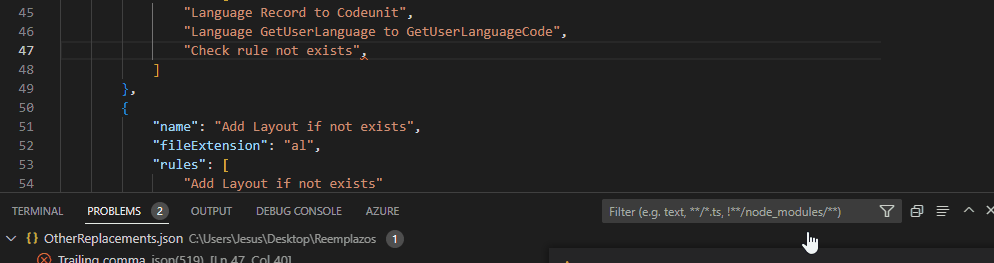 45 "Language Record to Codeunit",
46 "Language GetUserLanguage to GetUserLanguageCode",
47 "Check rule not exists",
48 ]
49 },
50 {
51 "name": "Add Layout if not exists",
52 "fileExtension": "al",
53 "rules": [
54 "Add Layout if not exists"
TERMINAL PROBLEMS 2 OUTPUT DEBUG CONSOLE AZURE Filter (e.g. text, **/*.ts, !**/node_modules/**)
{} OtherReplacements.json C:\Users\Jesus\Desktop\Reemplazos 1
Trailing comma json(519) [Ln 47, Col 40]